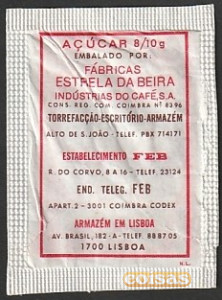 AÇÚCAR 8/10g
EMBALADO POR:
FÁBRICAS
ESTRELA DA BEIRA
INDÚSTRIAS DO CAFÉ, S.A.
CONS. REG. COM. COIMBRA Nº 8396
TORREFACÇÃO-ESCRITÓRIO-ARMAZÉM
ALTO DE S. JOÃO - TELEF. PBX 714171
ESTABELECIMENTO FEB
R. DO CORVO, 8 A 16 - TELEF. 23124
END. TELEG. FEB
APART. 2 - 3001 COIMBRA CODEX
ARMAZÉM EM LISBOA
AV. BRASIL, 182-A - TELEF 888705
1700 LISBOA
N.L.
COISAS